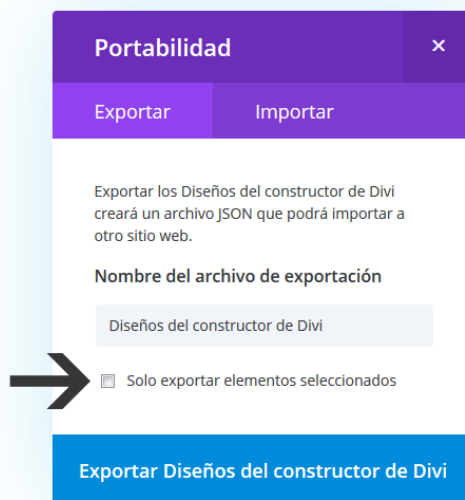 Portabilidad
×
Exportar
Importar
Exportar los Diseños del constructor de Divi
creará un archivo JSON que podrá importar a
otro sitio web.
Nombre del archivo de exportación
Diseños del constructor de Divi
Solo exportar elementos seleccionados
Exportar Diseños del constructor de Divi